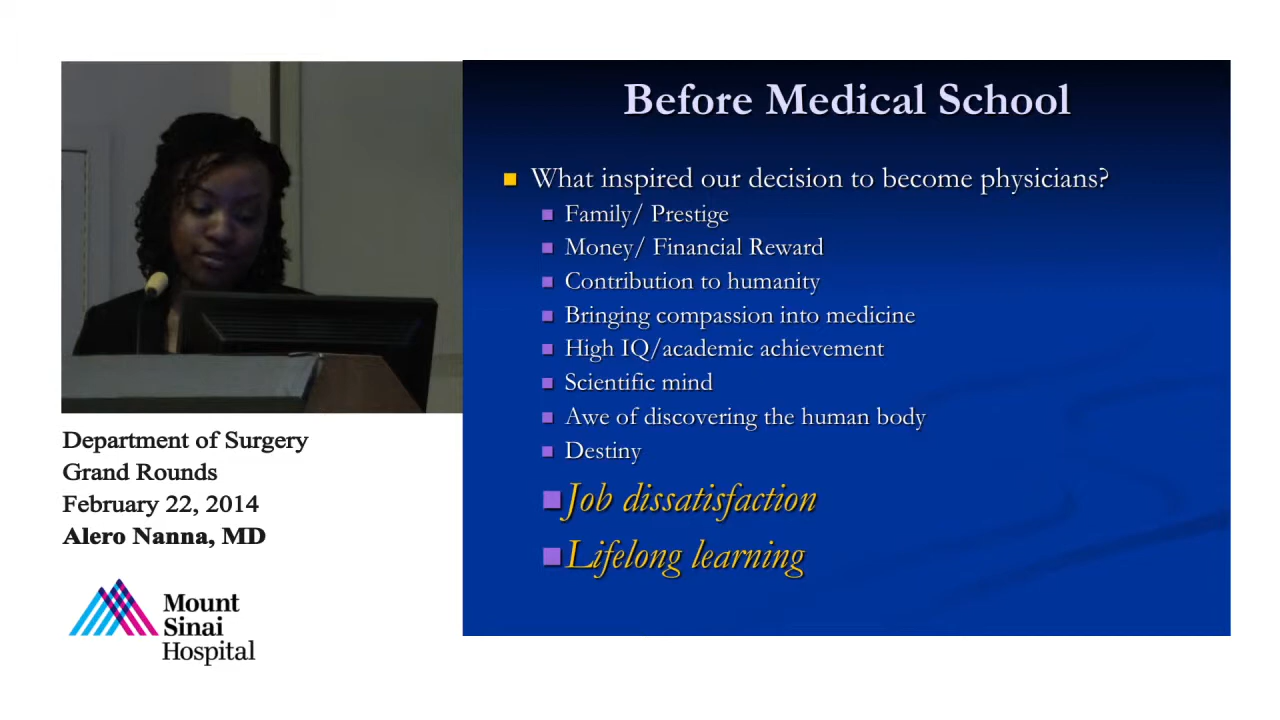 Before Medical School
What inspired our decision to become physicians?
Family/ Prestige
Money/ Financial Reward
Contribution to humanity
Bringing compassion into medicine
High IQ/academic achievement
Scientific mind
Awe of discovering the human body
Destiny
Job dissatisfaction
Lifelong learning
Department of Surgery
Grand Rounds
February 22, 2014
Alero Nanna, MD
Mount
Sinai
Hospital